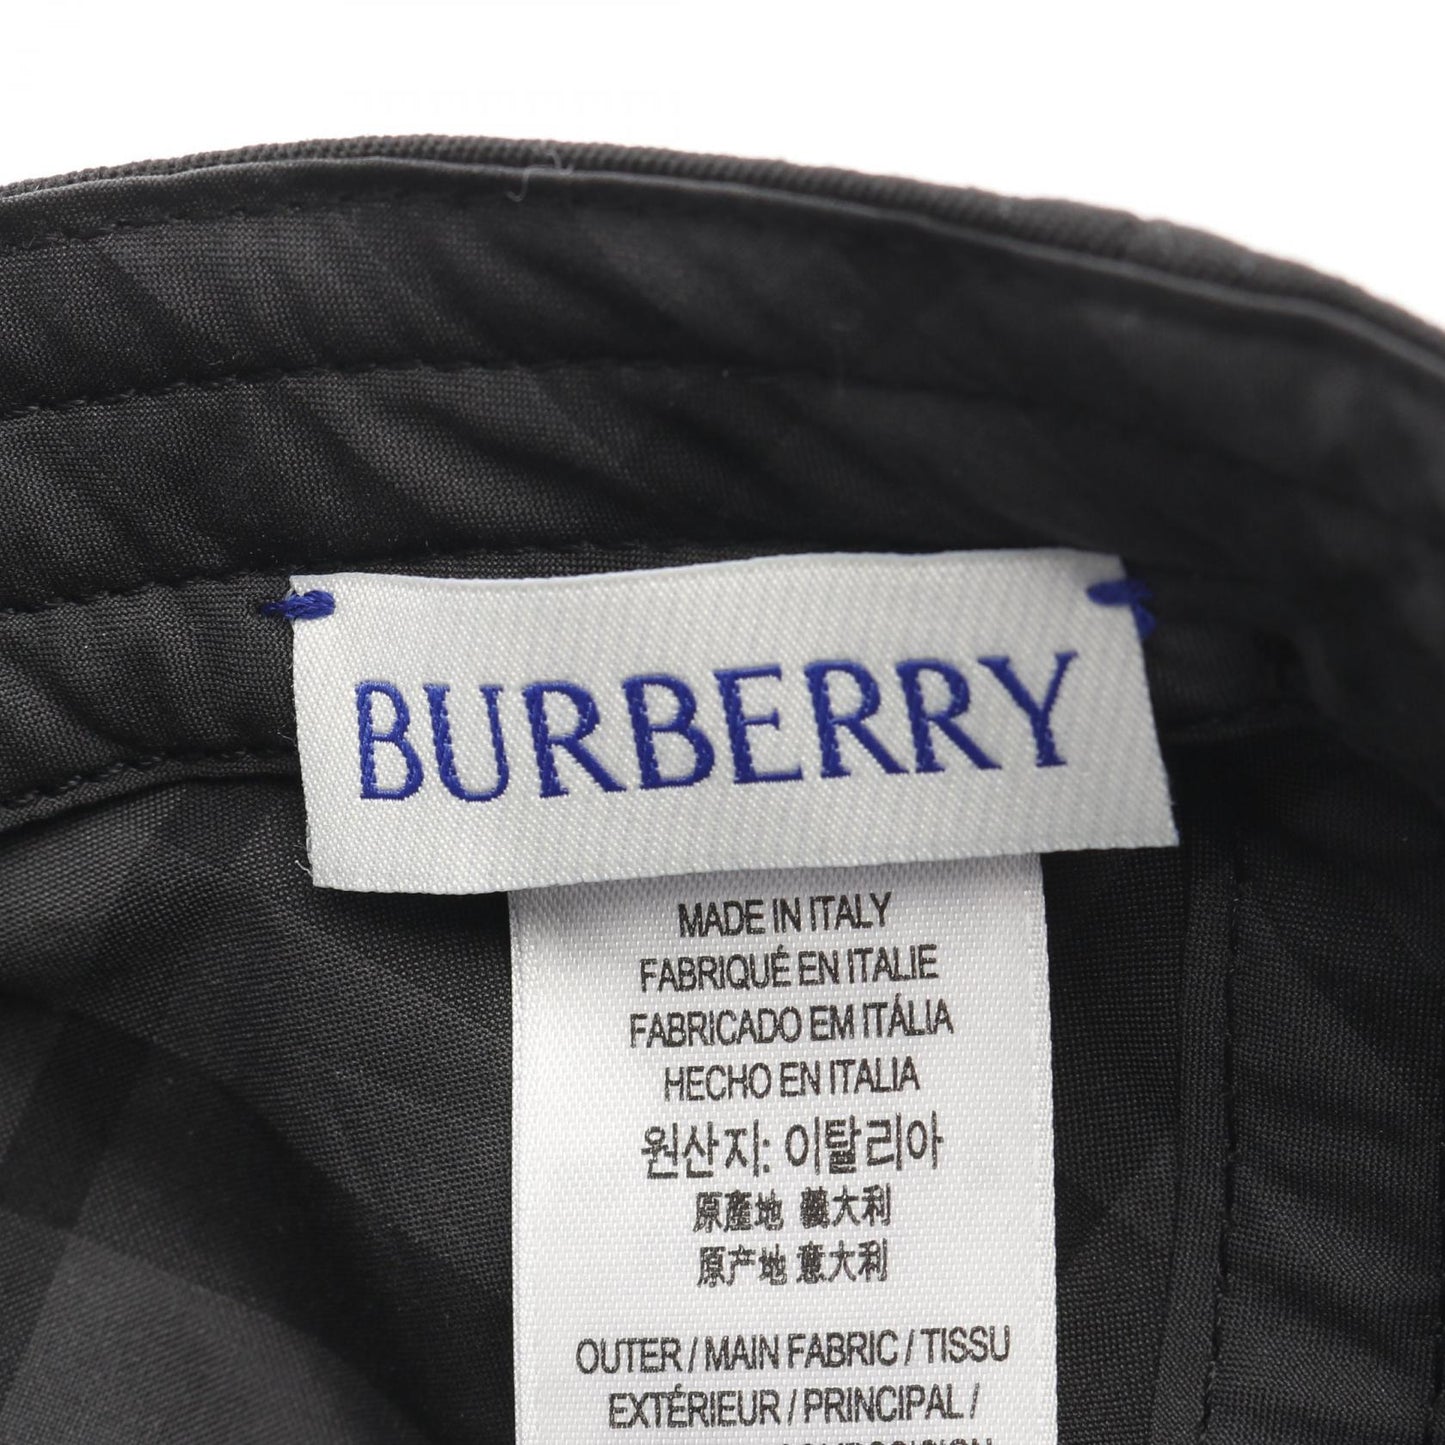 BURBERRY
MADE IN ITALY
FABRIQUÉ EN ITALIE
FABRICADO EM ITÁLIA
HECHO EN ITALIA
원산지: 이탈리아
原產地 義大利
原产地 意大利
OUTER / MAIN FABRIC / TISSU
EXTÉRIEUR / PRINCIPAL /